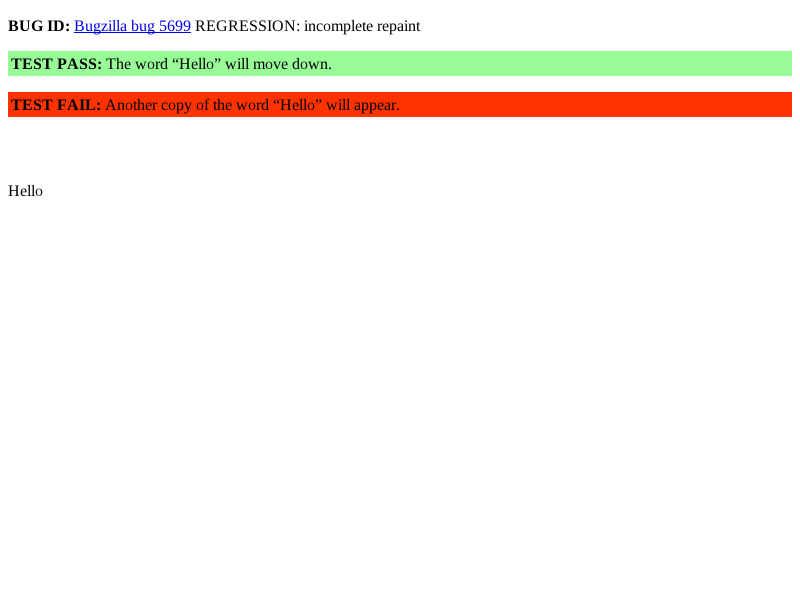 BUG ID: Bugzilla bug 5699 REGRESSION: incomplete repaint
TEST PASS: The word “Hello” will move down.
TEST FAIL: Another copy of the word “Hello” will appear.
Hello